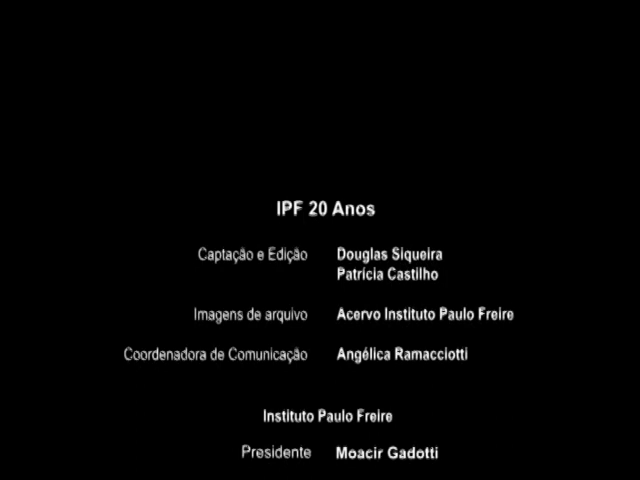 IPF 20 Anos
Captação e Edição Douglas Siqueira
Patrícia Castilho
Imagens de arquivo Acervo Instituto Paulo Freire
Coordenadora de Comunicação Angélica Ramacciotti
Instituto Paulo Freire
Presidente Moacir Gadotti